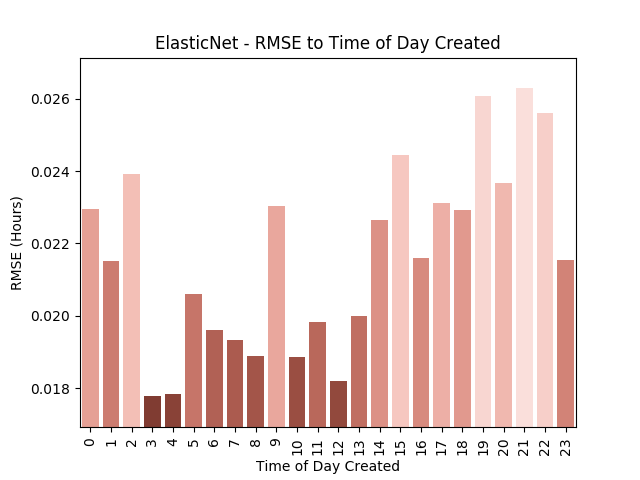 ElasticNet - RMSE to Time of Day Created
0.026
0.024
0.022
0.020
0.018
RMSE (Hours)
0 1 2 3 4 5 6 7 8 9 10 11 12 13 14 15 16 17 18 19 20 21 22 23
Time of Day Created